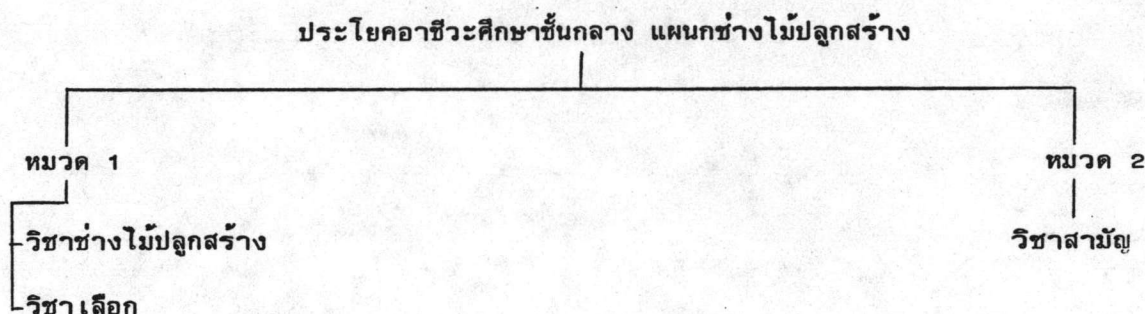 ประโยคอาชีวะศึกษาชั้นกลาง แผนกช่างไม้ปลูกสร้าง
หมวด 1
หมวด 2
-วิชาช่างไม้ปลูกสร้าง
วิชาสามัญ
-วิชาเลือก